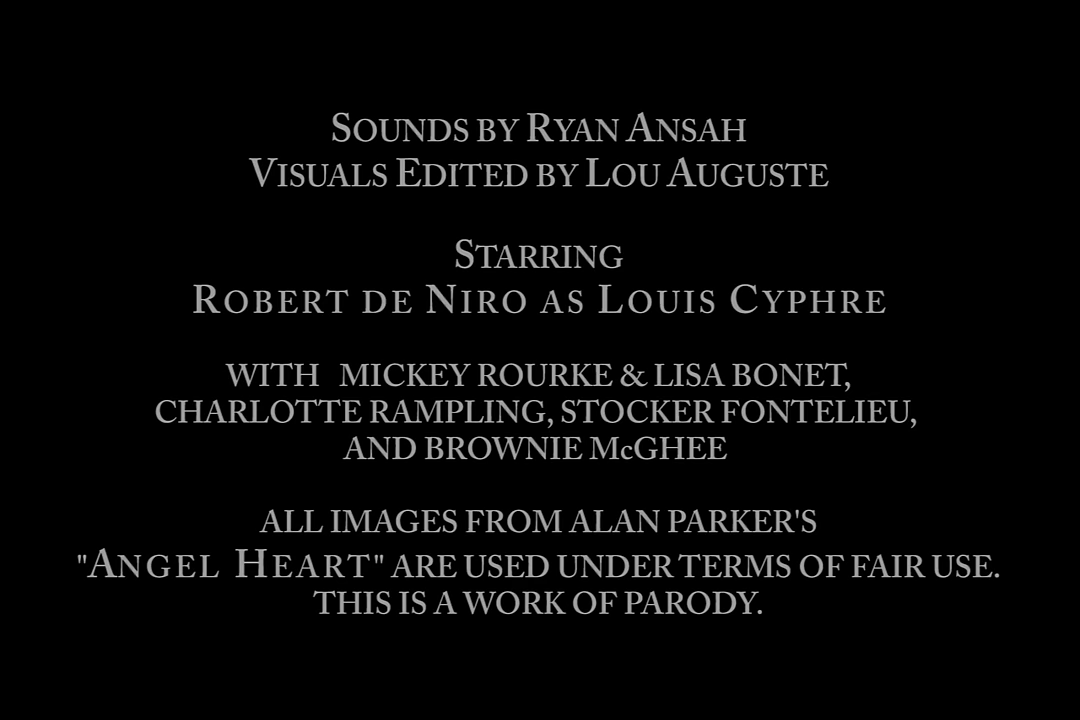 Sounds by Ryan Ansah
Visuals Edited by Lou Auguste
Starring
Robert de Niro as Louis Cyphre
WITH MICKEY ROURKE & LISA BONET,
CHARLOTTE RAMPLING, STOCKER FONTELIEU,
AND BROWNIE McGHEE
ALL IMAGES FROM ALAN PARKER'S
"Angel Heart" ARE USED UNDER TERMS OF FAIR USE.
THIS IS A WORK OF PARODY.